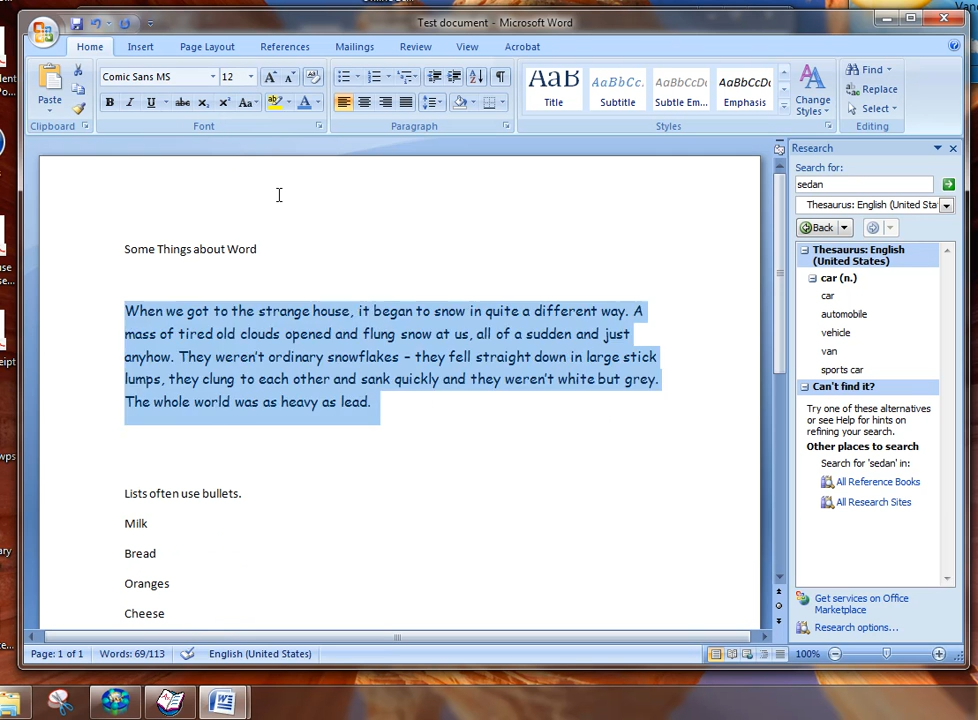 Test document - Microsoft Word
Home Insert Page Layout References Mailings Review View Acrobat
Paste
Clipboard
Comic Sans MS 12
B I U abc X₂ X² Aa
Font
Paragraph
AaB AaBbCc. AaBbCcDc AaBbCcDc
Title Subtitle Subtle Em... Emphasis
Change
Styles
Styles
Find
Replace
Select
Editing
Some Things about Word
When we got to the strange house, it began to snow in quite a different way. A
mass of tired old clouds opened and flung snow at us, all of a sudden and just
anyhow. They weren't ordinary snowflakes – they fell straight down in large stick
lumps, they clung to each other and sank quickly and they weren't white but grey.
The whole world was as heavy as lead.
Lists often use bullets.
Milk
Bread
Oranges
Cheese
Research
Search for:
sedan
Thesaurus: English (United Sta
Back
Thesaurus: English
(United States)
car (n.)
car
automobile
vehicle
van
sports car
Can't find it?
Try one of these alternatives
or see Help for hints on
refining your search.
Other places to search
Search for 'sedan' in:
All Reference Books
All Research Sites
Get services on Office
Marketplace
Research options...
Page: 1 of 1 Words: 69/113 English (United States) 100%